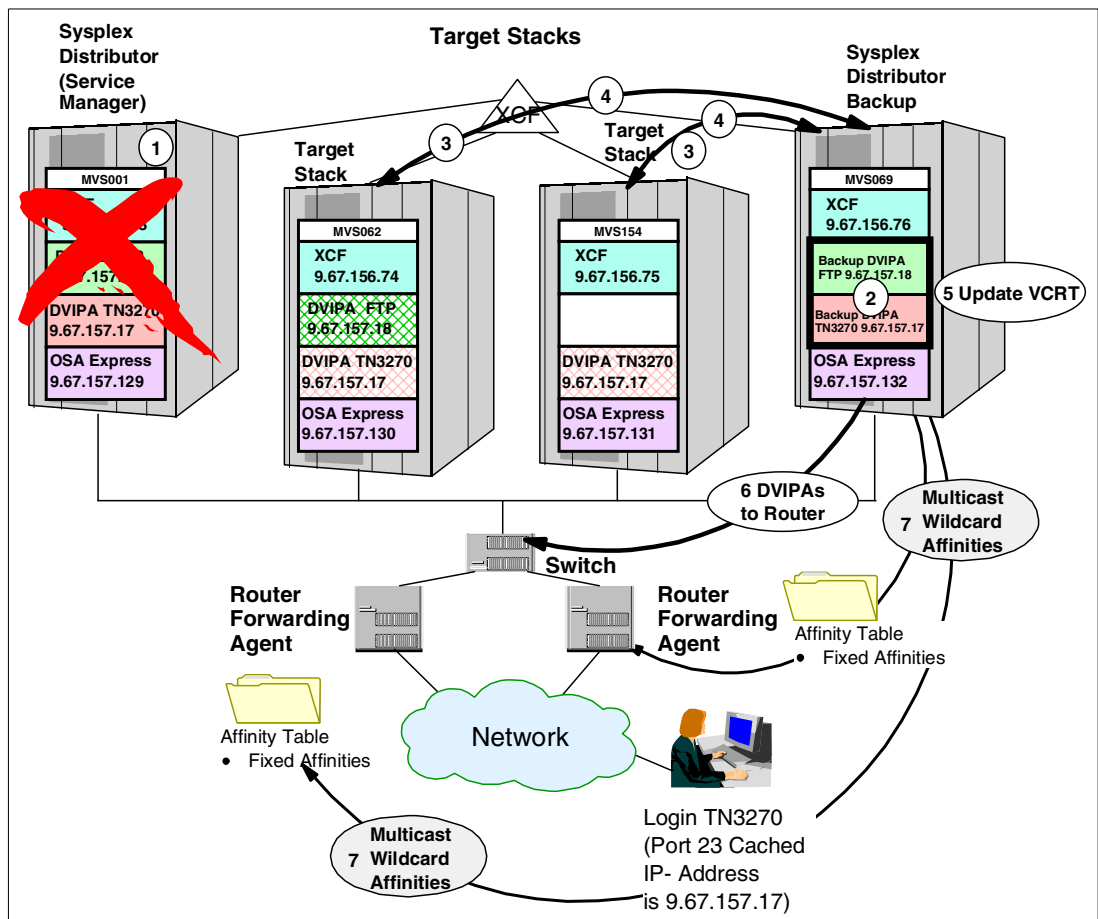 Target Stacks
Sysplex
Distributor
(Service
Manager)
1
MVS001
XCF
DVIPA TN3270
9.67.157.17
OSA Express
9.67.157.129
XCF
3
4
Target
Stack
MVS062
XCF
9.67.156.74
DVIPA FTP
9.67.157.18
DVIPA TN3270
9.67.157.17
OSA Express
9.67.157.130
4
3
Target
Stack
MVS154
XCF
9.67.156.75
DVIPA TN3270
9.67.157.17
OSA Express
9.67.157.131
Sysplex
Distributor
Backup
MVS069
XCF
9.67.156.76
Backup DVIPA
FTP 9.67.157.18
2
Backup DVIPA
TN3270 9.67.157.17
OSA Express
9.67.157.132
5 Update VCRT
6 DVIPAs
to Router
7 Multicast
Wildcard
Affinities
Switch
Router
Forwarding
Agent
Router
Forwarding
Agent
Affinity Table
• Fixed Affinities
Affinity Table
• Fixed Affinities
Network
7 Multicast
Wildcard
Affinities
Login TN3270
(Port 23 Cached
IP- Address
is 9.67.157.17)